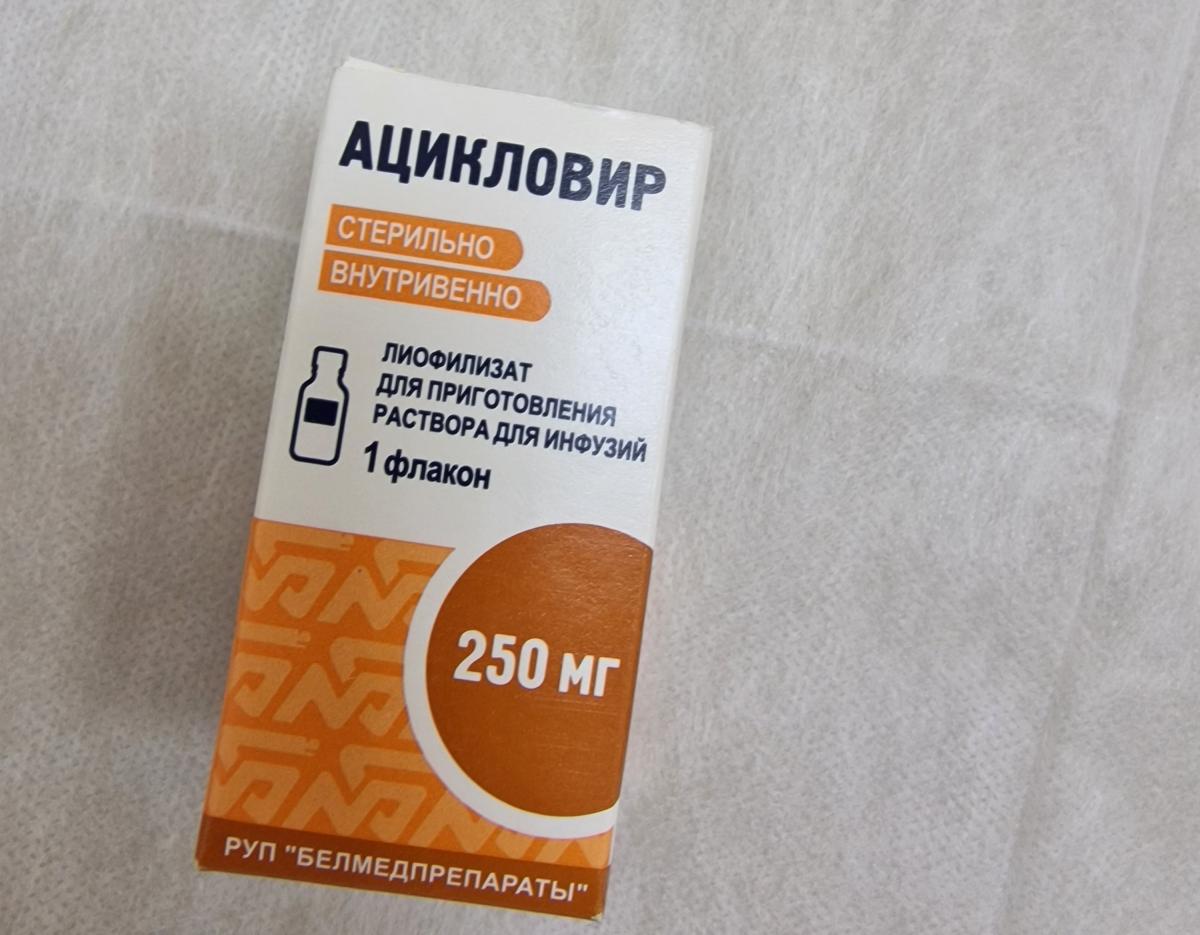 АЦИКЛОВИР
СТЕРИЛЬНО
ВНУТРИВЕННО
ЛИОФИЛИЗАТ
ДЛЯ ПРИГОТОВЛЕНИЯ
РАСТВОРА ДЛЯ ИНФУЗИЙ
1 флакон
250 мг
РУП "БЕЛМЕДПРЕПАРАТЫ"